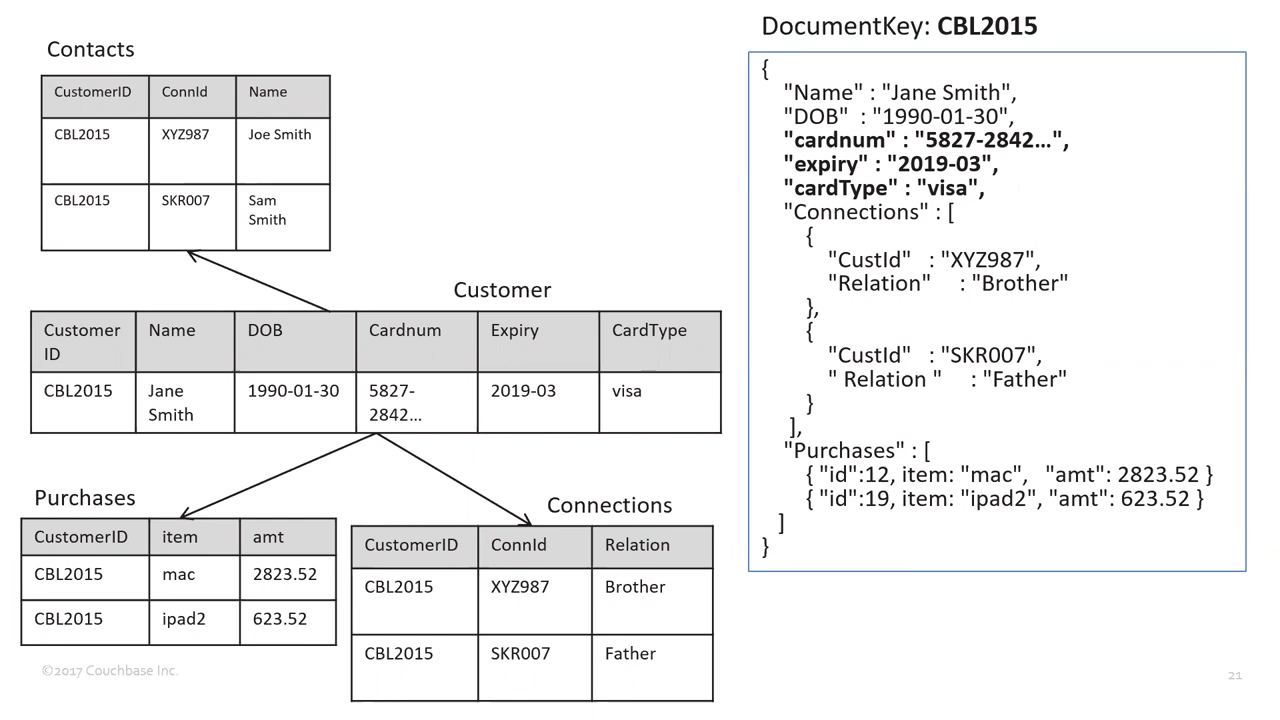 Contacts
CustomerID ConnId Name
CBL2015 XYZ987 Joe Smith
CBL2015 SKR007 Sam
Smith
Customer
Customer Name DOB Cardnum Expiry CardType
ID
CBL2015 Jane 1990-01-30 5827- 2019-03 visa
Smith 2842...
Purchases
CustomerID item amt
CBL2015 mac 2823.52
CBL2015 ipad2 623.52
Connections
CustomerID ConnId Relation
CBL2015 XYZ987 Brother
CBL2015 SKR007 Father
DocumentKey: CBL2015
{
"Name" : "Jane Smith",
"DOB" : "1990-01-30",
"cardnum" : "5827-2842...",
"expiry" : "2019-03",
"cardType" : "visa",
"Connections" : [
{
"CustId" : "XYZ987",
"Relation" : "Brother"
},
{
"CustId" : "SKR007",
" Relation " : "Father"
}
],
"Purchases" : [
{ "id":12, item: "mac", "amt": 2823.52 }
{ "id":19, item: "ipad2", "amt": 623.52 }
]
}
©2017 Couchbase Inc.
21